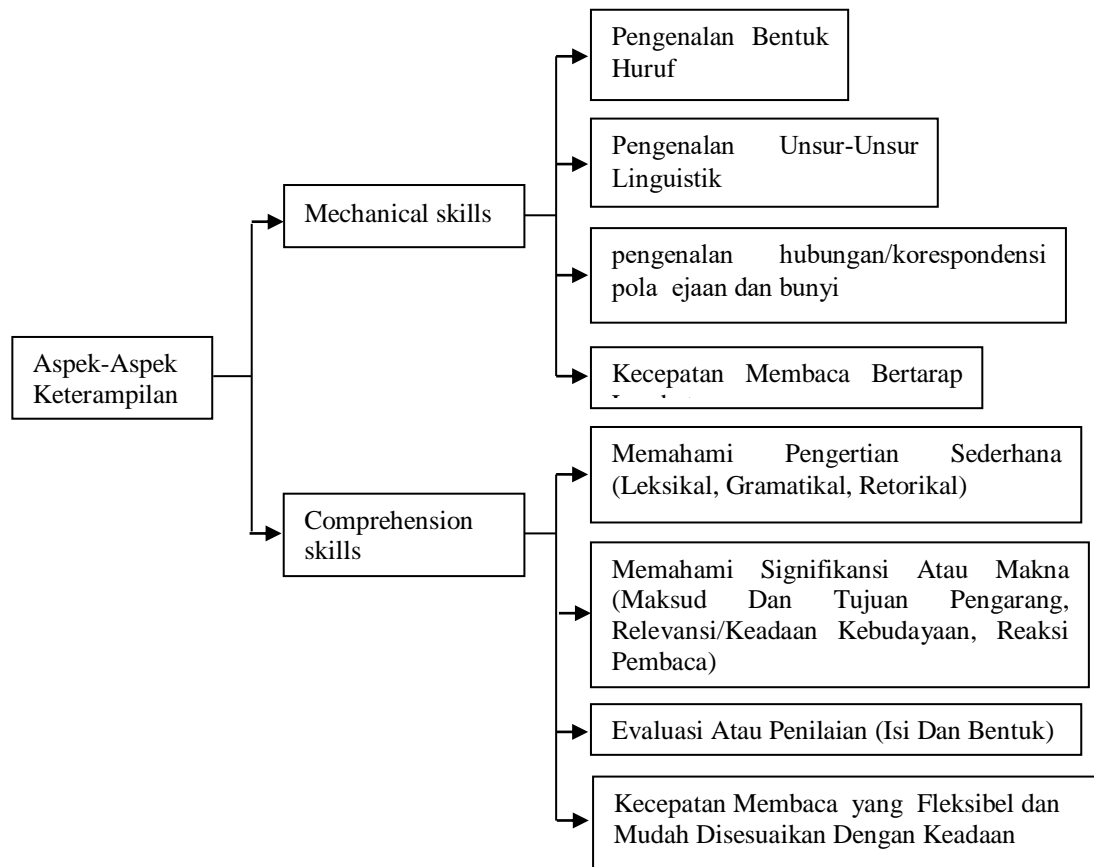 Aspek-Aspek
Keterampilan
Mechanical skills
Pengenalan Bentuk
Huruf
Pengenalan Unsur-Unsur
Linguistik
pengenalan hubungan/korespondensi
pola ejaan dan bunyi
Kecepatan Membaca Bertarap
Comprehension
skills
Memahami Pengertian Sederhana
(Leksikal, Gramatikal, Retorikal)
Memahami Signifikansi Atau Makna
(Maksud Dan Tujuan Pengarang,
Relevansi/Keadaan Kebudayaan, Reaksi
Pembaca)
Evaluasi Atau Penilaian (Isi Dan Bentuk)
Kecepatan Membaca yang Fleksibel dan
Mudah Disesuaikan Dengan Keadaan